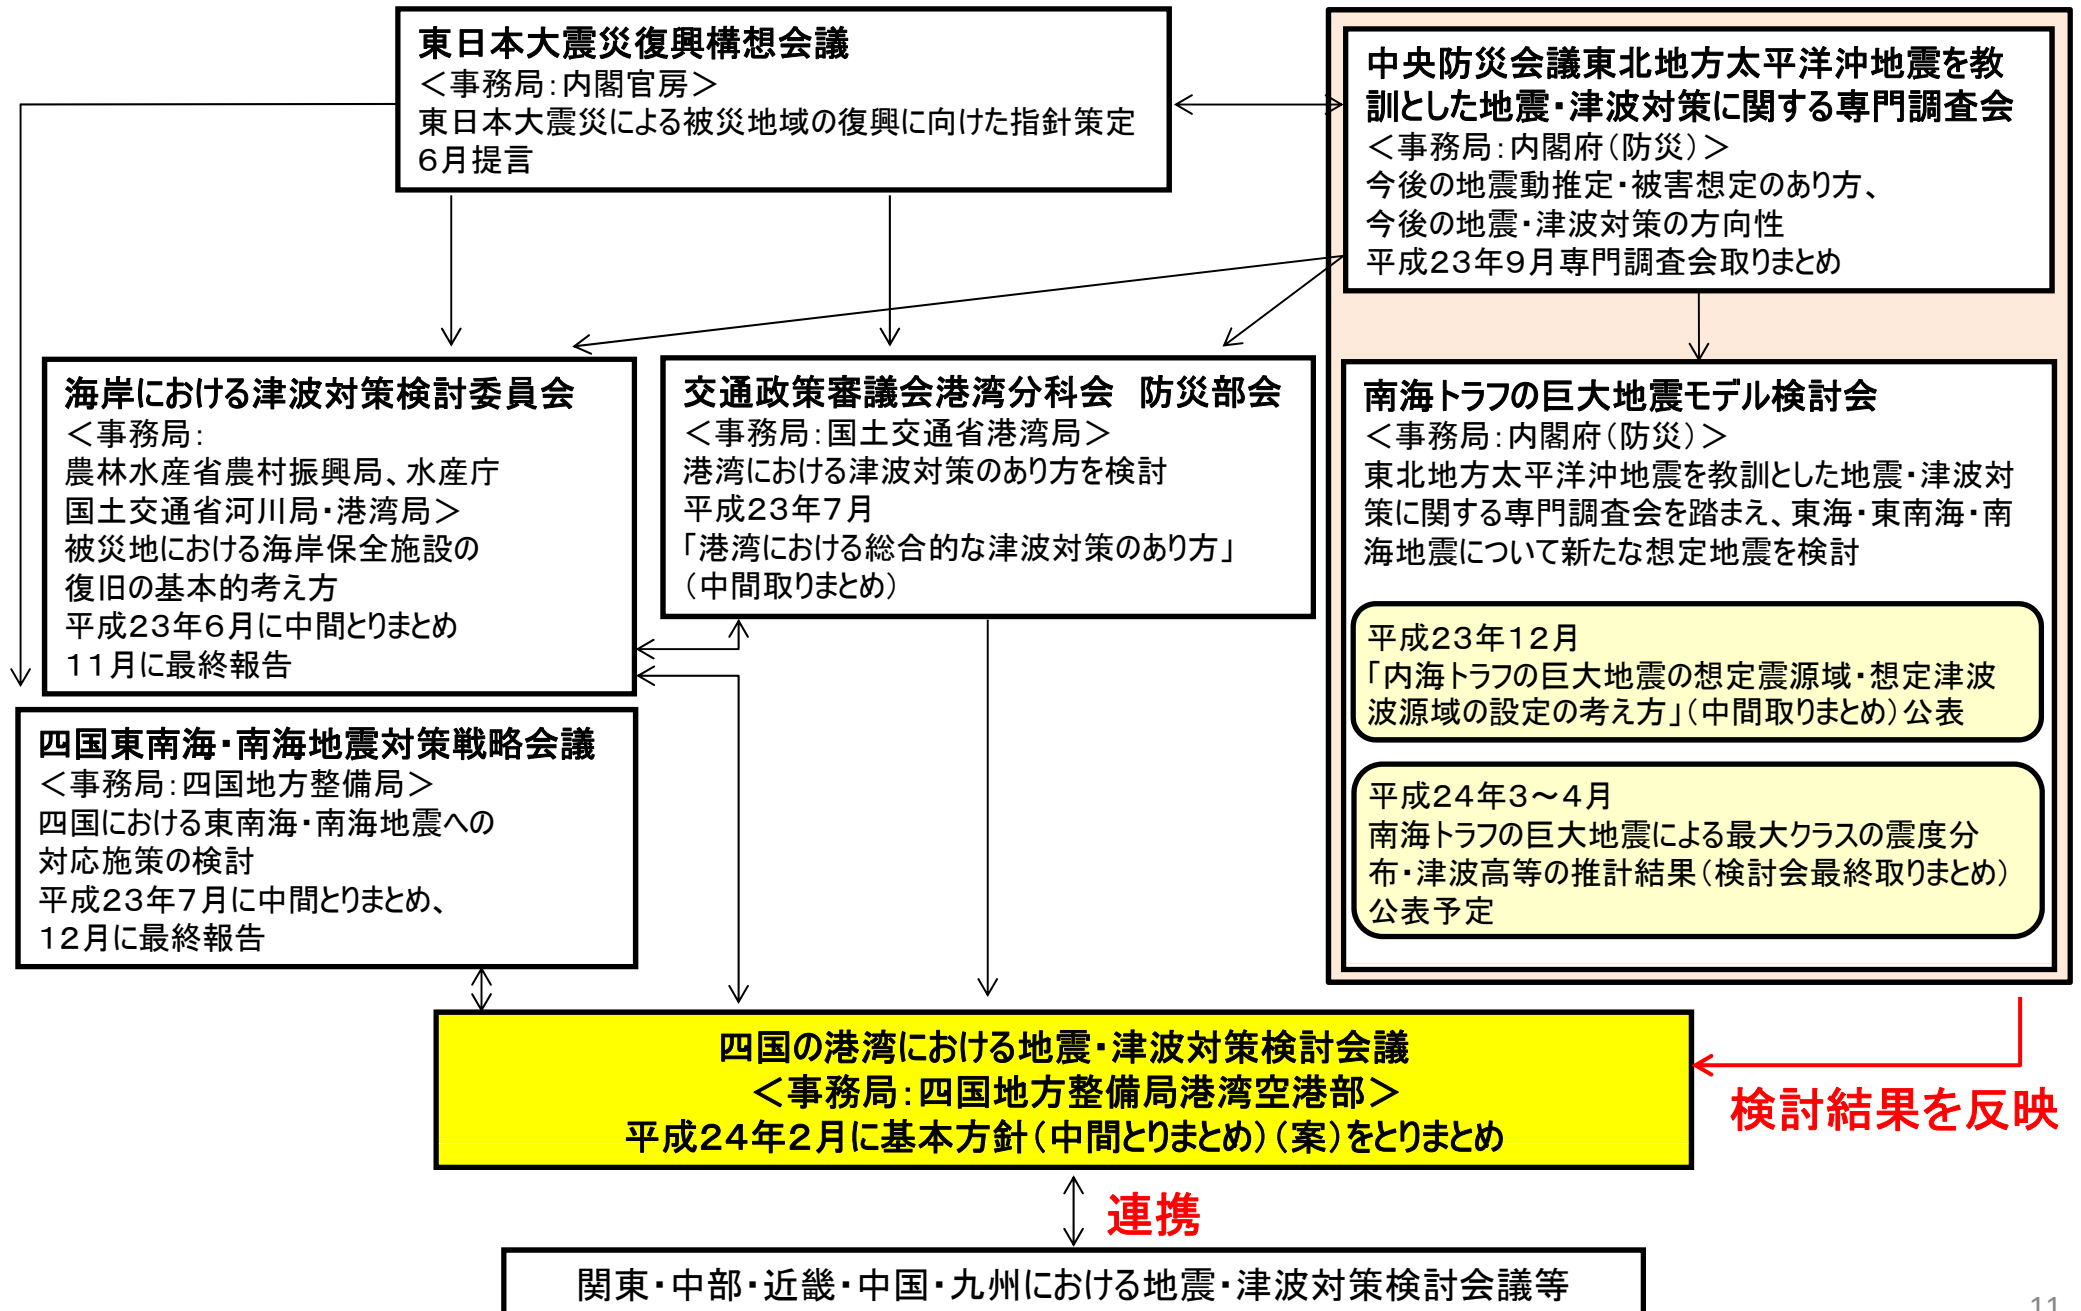 東日本大震災復興構想会議
＜事務局：内閣官房＞
東日本大震災による被災地域の復興に向けた指針策定
６月提言
中央防災会議東北地方太平洋沖地震を教
訓とした地震・津波対策に関する専門調査会
＜事務局：内閣府（防災）＞
今後の地震動推定・被害想定のあり方、
今後の地震・津波対策の方向性
平成２３年９月専門調査会取りまとめ
海岸における津波対策検討委員会
＜事務局：
農林水産省農村振興局、水産庁
国土交通省河川局・港湾局＞
被災地における海岸保全施設の
復旧の基本的考え方
平成２３年６月に中間とりまとめ
１１月に最終報告
交通政策審議会港湾分科会　防災部会
＜事務局：国土交通省港湾局＞
港湾における津波対策のあり方を検討
平成２３年７月
「港湾における総合的な津波対策のあり方」
（中間取りまとめ）
南海トラフの巨大地震モデル検討会
＜事務局：内閣府（防災）＞
東北地方太平洋沖地震を教訓とした地震・津波対
策に関する専門調査会を踏まえ、東海・東南海・南
海地震について新たな想定地震を検討
平成２３年１２月
「内海トラフの巨大地震の想定震源域・想定津波
波源域の設定の考え方」（中間取りまとめ）公表
平成２４年３～４月
南海トラフの巨大地震による最大クラスの震度分
布・津波高等の推計結果（検討会最終取りまとめ）
公表予定
四国東南海・南海地震対策戦略会議
＜事務局：四国地方整備局＞
四国における東南海・南海地震への
対応施策の検討
平成２３年７月に中間とりまとめ、
１２月に最終報告
四国の港湾における地震・津波対策検討会議
＜事務局：四国地方整備局港湾空港部＞
平成２４年２月に基本方針（中間とりまとめ）（案）をとりまとめ
検討結果を反映
連携
関東・中部・近畿・中国・九州における地震・津波対策検討会議等
11